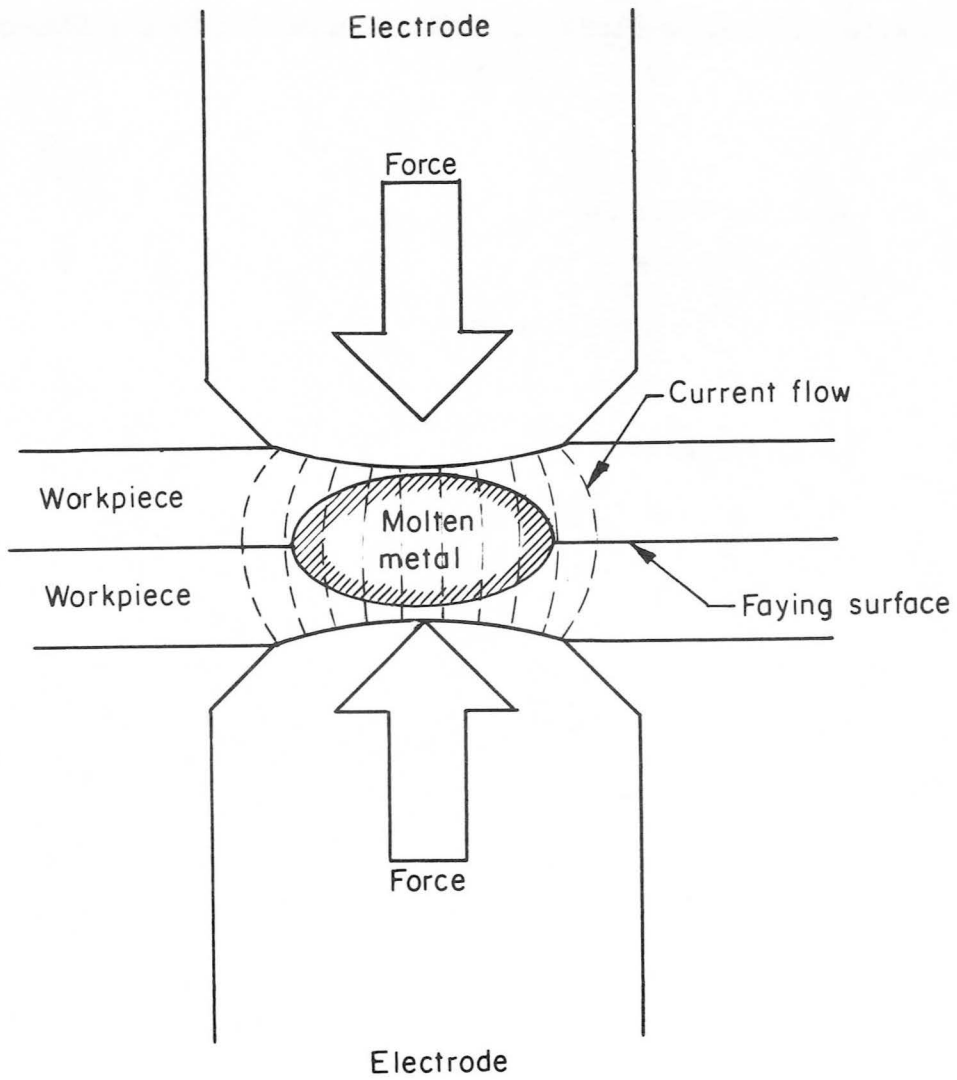 Electrode
Force
Current flow
Workpiece
Molten
metal
Workpiece
Faying surface
Force
Electrode